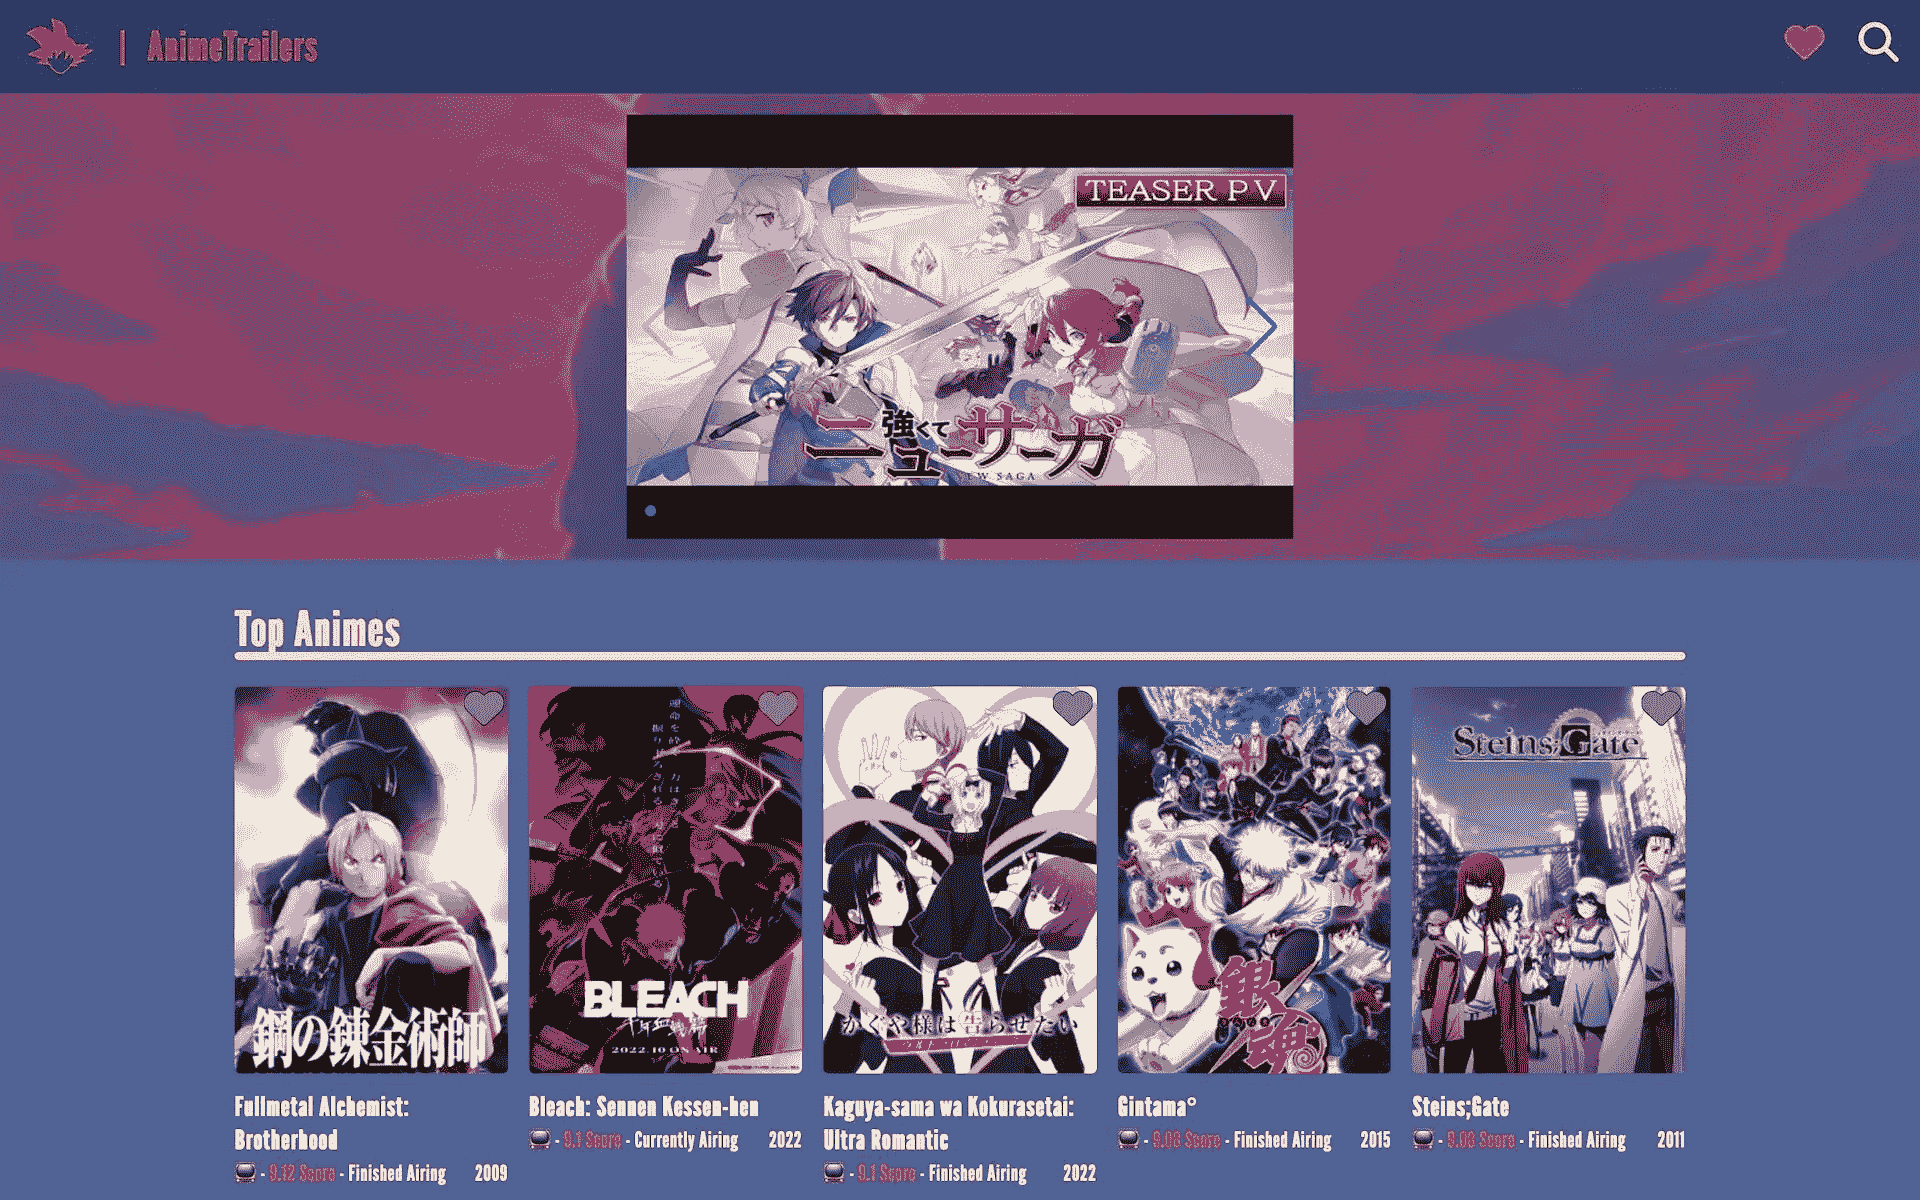 | AnimeTrailers
TEASER PV
強くて
ニューサーガ
NEW SAGA
Top Animes
鋼の錬金術師
BLEACH
千年血戦篇
2022.10 ON AIR
かぐや様は告らせたい
銀魂°
Steins;Gate
Fullmetal Alchemist:
Brotherhood
- 9.12 Score - Finished Airing 2009
Bleach: Sennen Kessen-hen
- 9.1 Score - Currently Airing 2022
Kaguya-sama wa Kokurasetai:
Ultra Romantic
- 9.1 Score - Finished Airing 2022
Gintama°
- 9.08 Score - Finished Airing 2015
Steins;Gate
- 9.08 Score - Finished Airing 2011